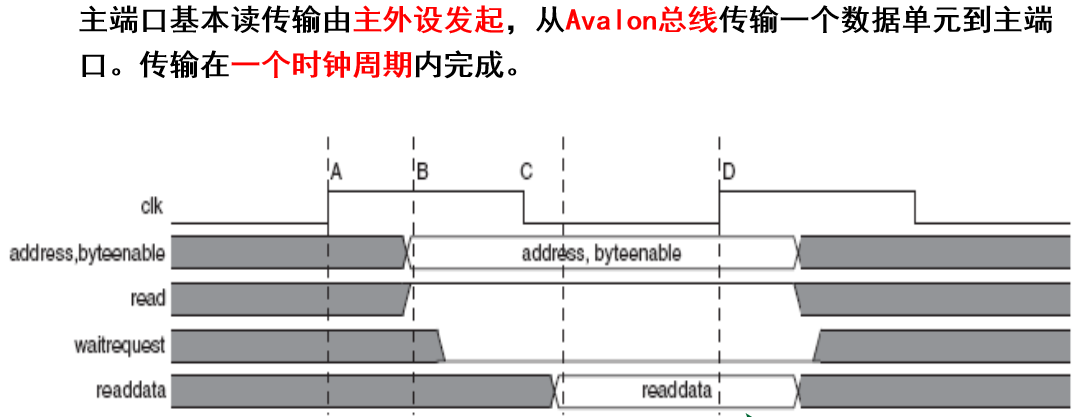 主端口基本读传输由主外设发起，从Avalon总线传输一个数据单元到主端
口。传输在一个时钟周期内完成。
A B C D
clk
address,byteenable address, byteenable
read
waitrequest
readdata readdata